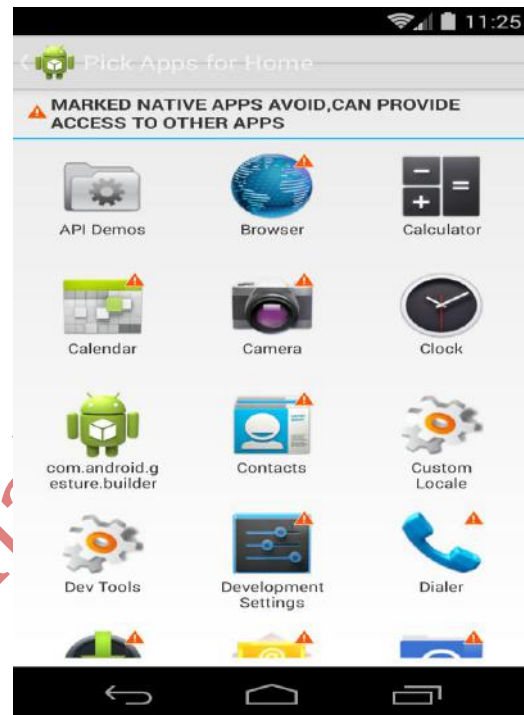 11:25
Pick Apps for Home
MARKED NATIVE APPS AVOID,CAN PROVIDE
ACCESS TO OTHER APPS
API Demos
Browser
Calculator
Calendar
Camera
Clock
com.android.g
esture.builder
Contacts
Custom
Locale
Dev Tools
Development
Settings
Dialer